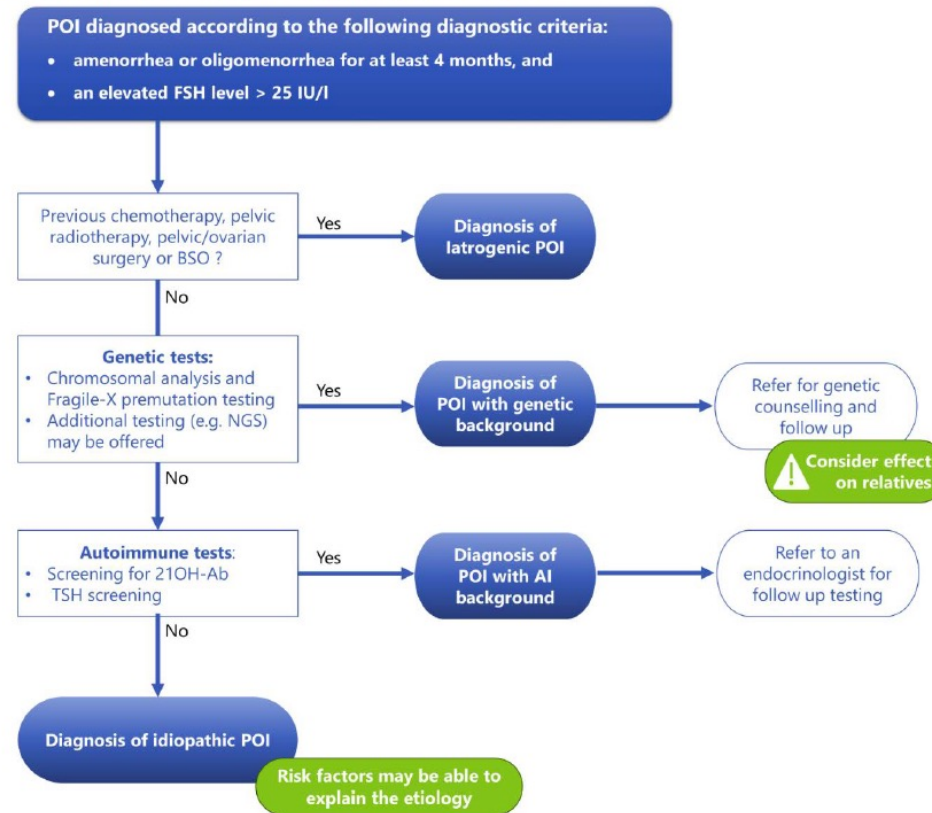 POI diagnosed according to the following diagnostic criteria:
• amenorrhea or oligomenorrhea for at least 4 months, and
• an elevated FSH level > 25 IU/l
Previous chemotherapy, pelvic
radiotherapy, pelvic/ovarian
surgery or BSO ?
Yes
Diagnosis of
Iatrogenic POI
No
Genetic tests:
• Chromosomal analysis and
Fragile-X premutation testing
• Additional testing (e.g. NGS)
may be offered
Yes
Diagnosis of
POI with genetic
background
Refer for genetic
counselling and
follow up
Consider effect
on relatives
No
Autoimmune tests:
• Screening for 21OH-Ab
• TSH screening
Yes
Diagnosis of
POI with AI
background
Refer to an
endocrinologist for
follow up testing
No
Diagnosis of idiopathic POI
Risk factors may be able to
explain the etiology